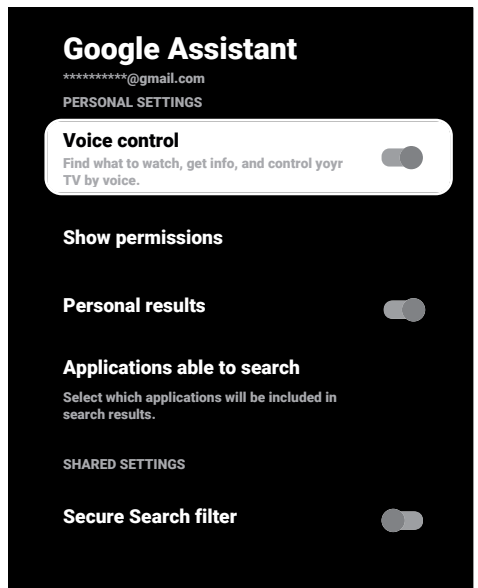 Google Assistant
**********@gmail.com
PERSONAL SETTINGS
Voice control
Find what to watch, get info, and control yoyr
TV by voice.
Show permissions
Personal results
Applications able to search
Select which applications will be included in
search results.
SHARED SETTINGS
Secure Search filter